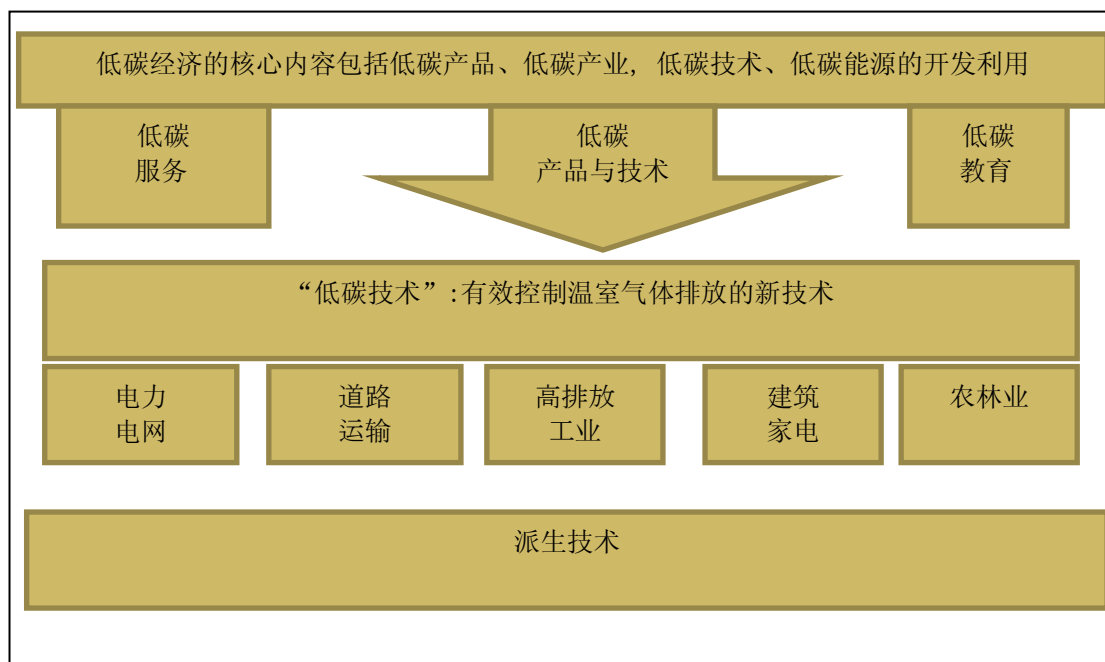 低碳经济的核心内容包括低碳产品、低碳产业, 低碳技术、低碳能源的开发利用
低碳
服务
低碳
产品与技术
低碳
教育
“低碳技术”:有效控制温室气体排放的新技术
电力
电网
道路
运输
高排放
工业
建筑
家电
农林业
派生技术